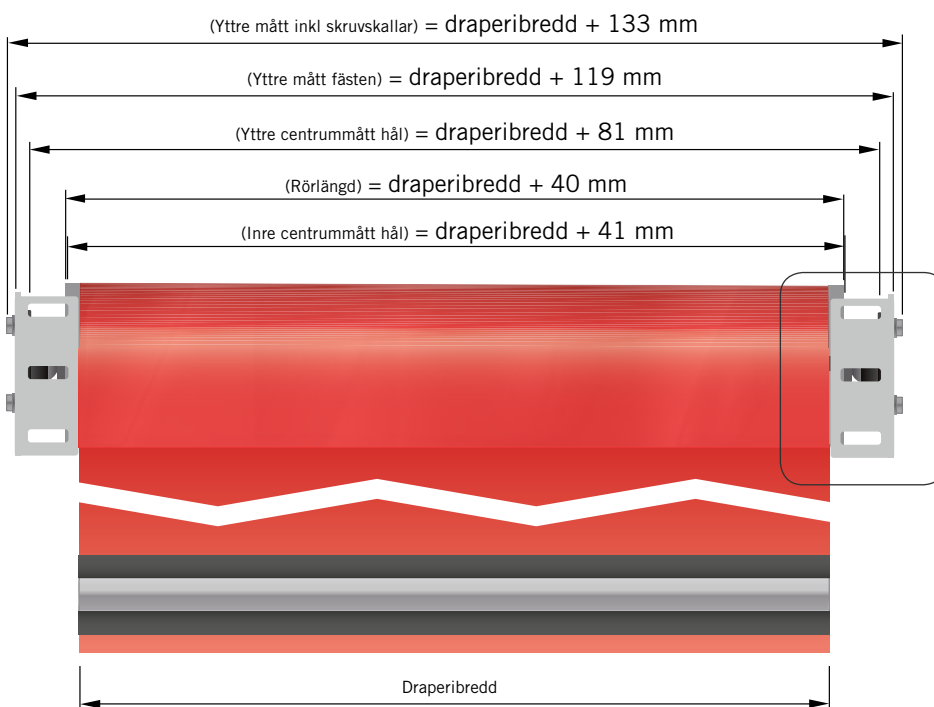 (Yttre mått inkl skruvskallar) = draperibredd + 133 mm
(Yttre mått fästen) = draperibredd + 119 mm
(Yttre centrummått hål) = draperibredd + 81 mm
(Rörlängd) = draperibredd + 40 mm
(Inre centrummått hål) = draperibredd + 41 mm
Draperibredd